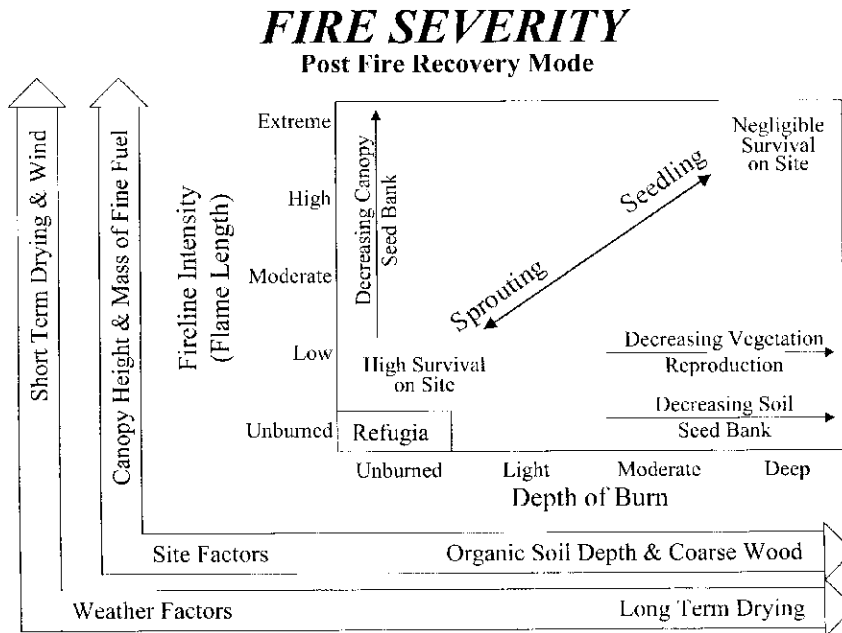 FIRE SEVERITY
Post Fire Recovery Mode
Short Term Drying & Wind
Canopy Height & Mass of Fine Fuel
Fireline Intensity
(Flame Length)
Extreme
High
Moderate
Low
Unburned
Decreasing Canopy
Seed Bank
Negligible
Survival
on Site
Seedling
Sprouting
High Survival
on Site
Decreasing Vegetation
Reproduction
Decreasing Soil
Seed Bank
Refugia
Unburned
Light
Moderate
Deep
Depth of Burn
Site Factors
Organic Soil Depth & Coarse Wood
Weather Factors
Long Term Drying